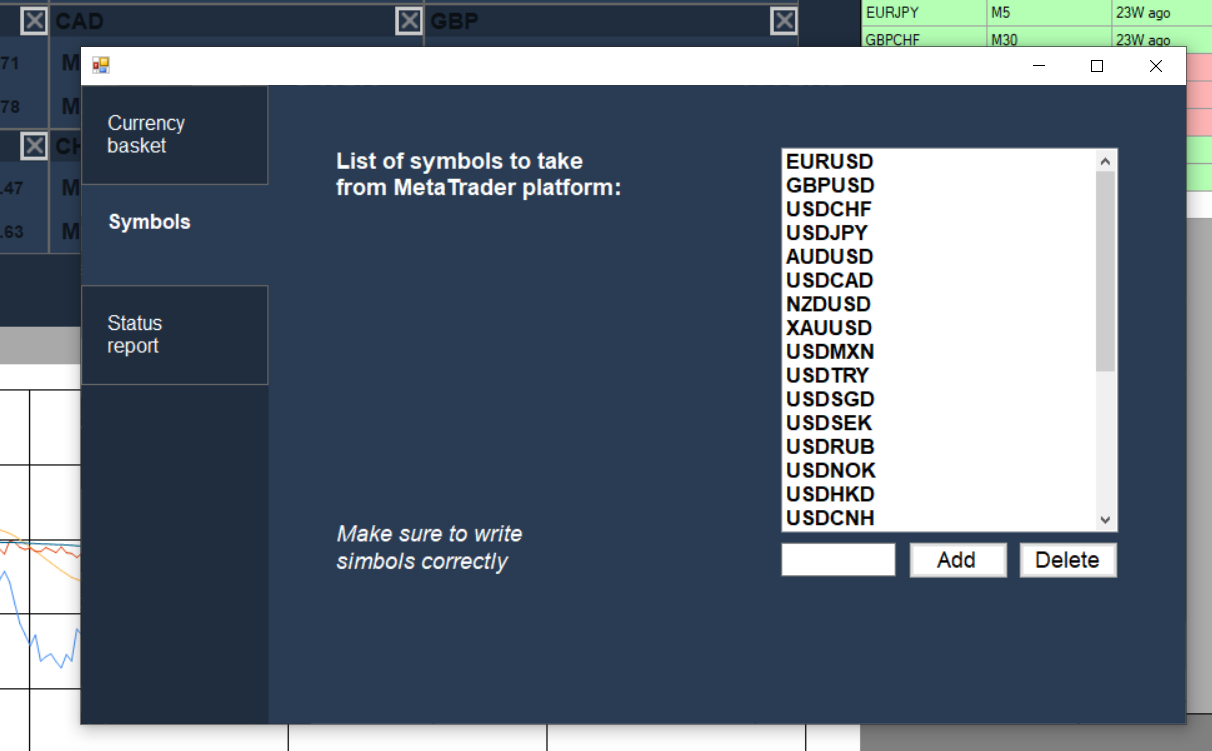 CAD
GBP
EURJPY M5 23W ago
GBPCHF M30 23W ago
71
M
78
M
.47
M
.63
M
Currency
basket
Symbols
Status
report
List of symbols to take
from MetaTrader platform:
EURUSD
GBPUSD
USDCHF
USDJPY
AUDUSD
USDCAD
NZDUSD
XAUUSD
USDMXN
USDTRY
USDSGD
USDSEK
USDRUB
USDNOK
USDHKD
USDCNH
Make sure to write
simbols correctly
Add Delete